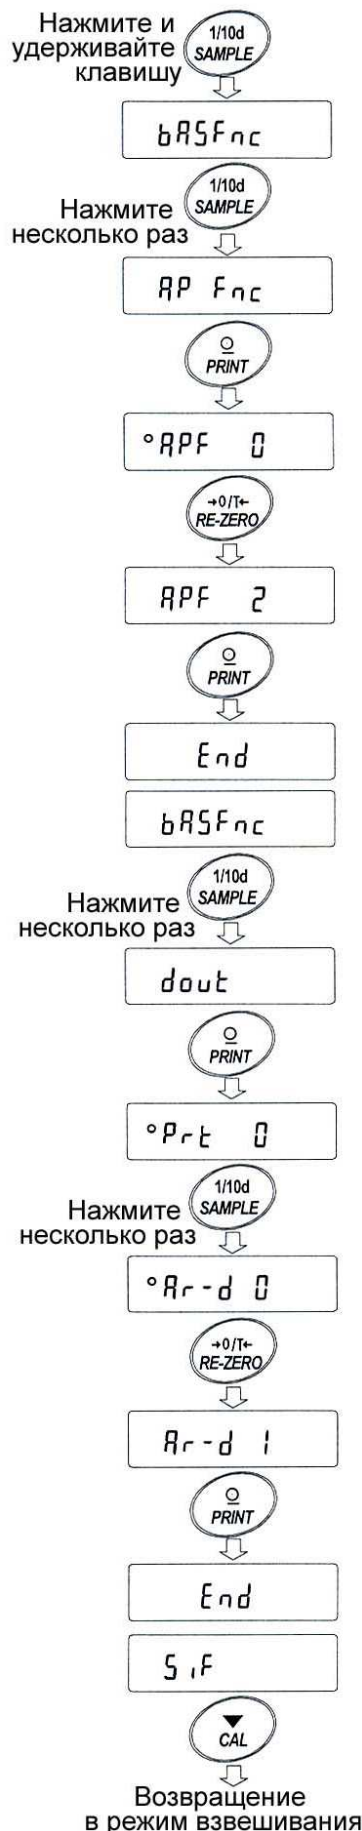 Нажмите и
удерживайте
клавишу
1/10d
SAMPLE
bASFnc
1/10d
SAMPLE
Нажмите
несколько раз
AP Fnc
PRINT
°APF 0
→0/T←
RE-ZERO
APF 2
PRINT
End
bASFnc
1/10d
SAMPLE
Нажмите
несколько раз
dout
PRINT
°Prt 0
1/10d
SAMPLE
Нажмите
несколько раз
°Ar-d 0
→0/T←
RE-ZERO
Ar-d 1
PRINT
End
SiF
CAL
Возвращение
в режим взвешивания